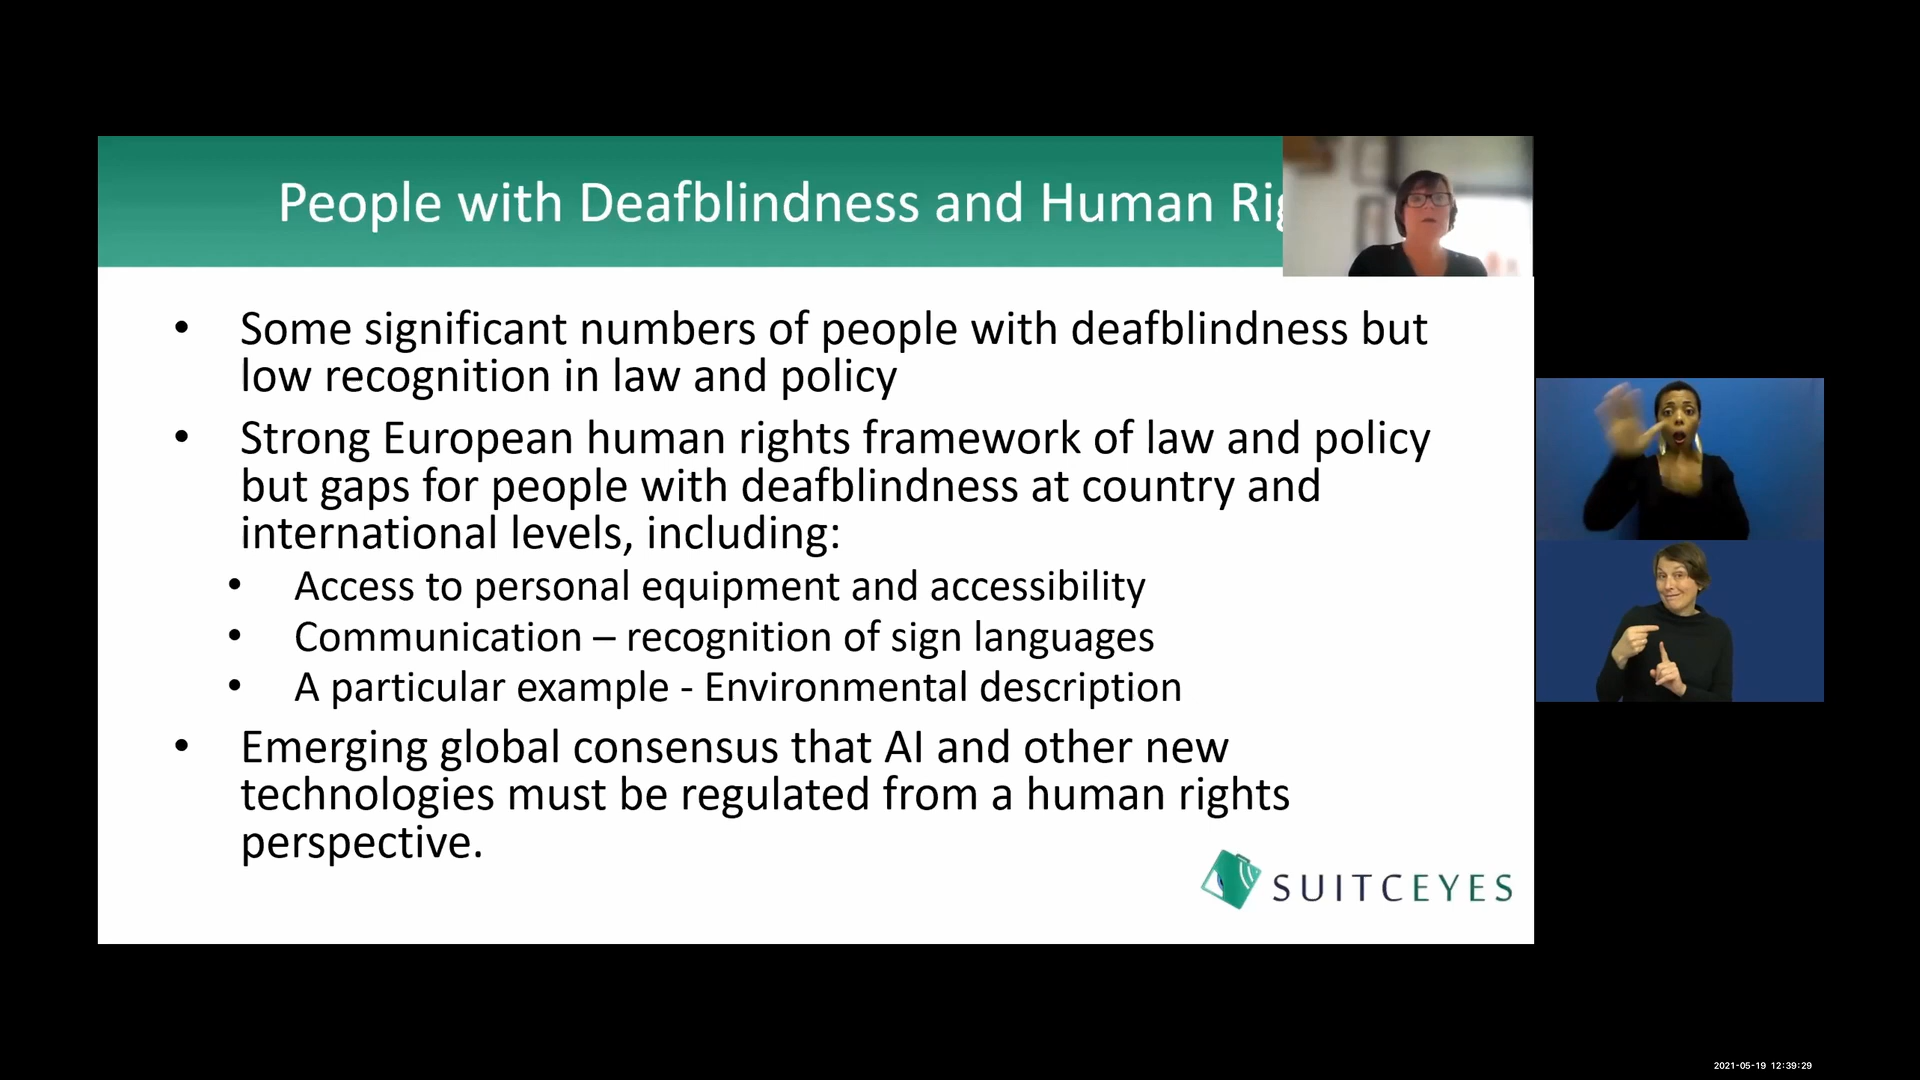 People with Deafblindness and Human Rig
• Some significant numbers of people with deafblindness but
low recognition in law and policy
• Strong European human rights framework of law and policy
but gaps for people with deafblindness at country and
international levels, including:
• Access to personal equipment and accessibility
• Communication – recognition of sign languages
• A particular example - Environmental description
• Emerging global consensus that AI and other new
technologies must be regulated from a human rights
perspective.
SUITCEYES
2021-05-19 12:39:29